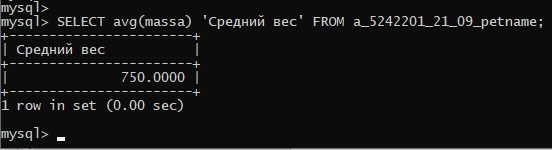 mysql>
mysql> SELECT avg(massa) 'Средний вес' FROM a_5242201_21_09_petname;
+-----------------------+
| Средний вес           |
+-----------------------+
|              750.0000 |
+-----------------------+
1 row in set (0.00 sec)
mysql>